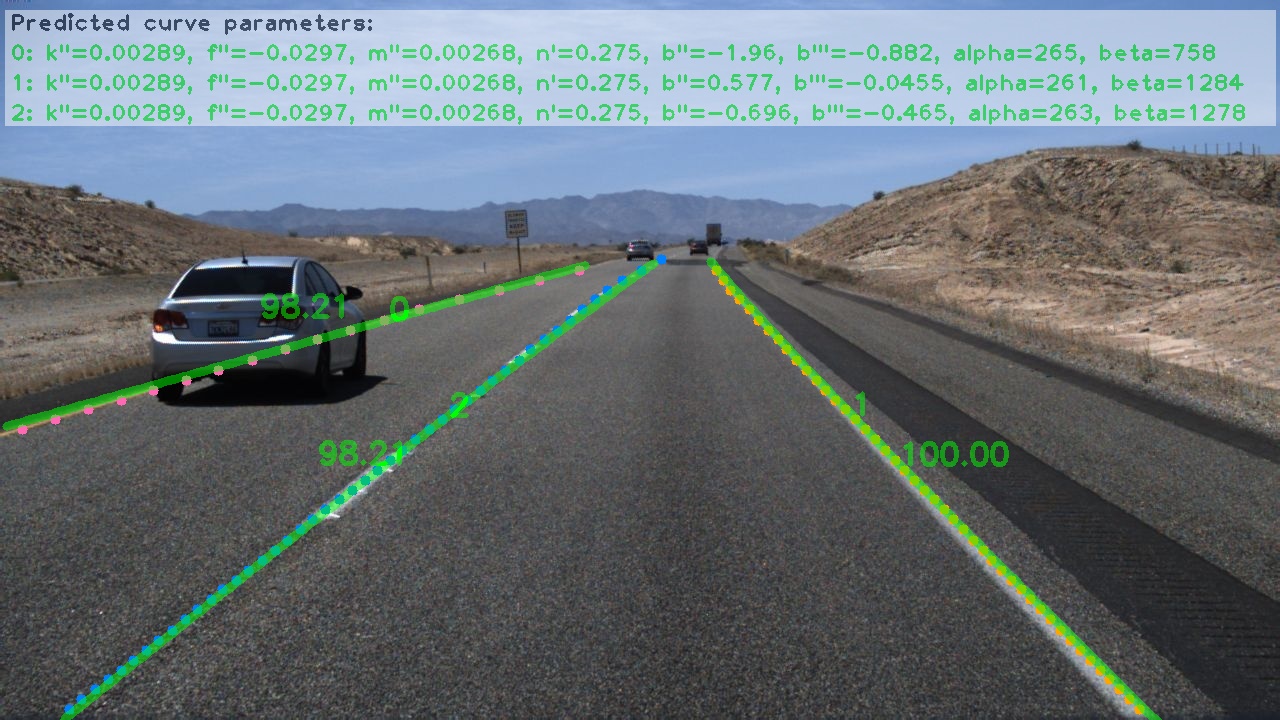 Predicted curve parameters:
0: k''=0.00289, f''=-0.0297, m''=0.00268, n'=0.275, b''=-1.96, b'''=-0.882, alpha=265, beta=758
1: k''=0.00289, f''=-0.0297, m''=0.00268, n'=0.275, b''=0.577, b'''=-0.0455, alpha=261, beta=1284
2: k''=0.00289, f''=-0.0297, m''=0.00268, n'=0.275, b''=-0.696, b'''=-0.465, alpha=263, beta=1278
98.21 0
2 1
98.21 100.00